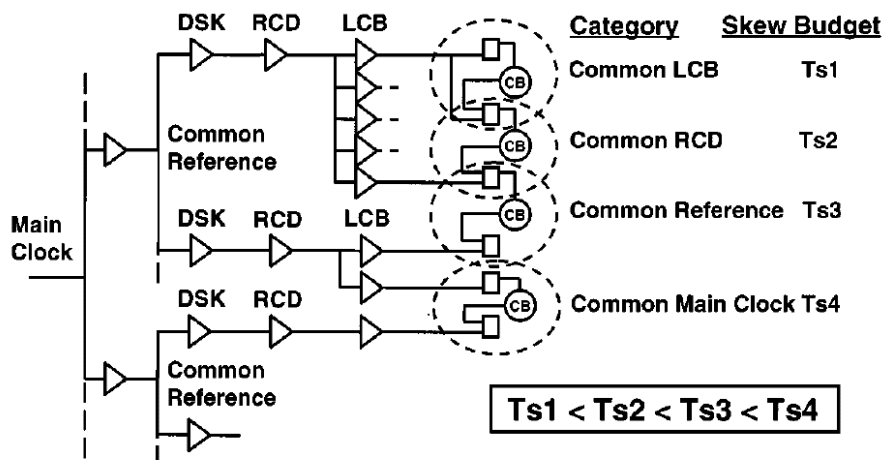 DSK RCD LCB
Category Skew Budget
CB
Common LCB Ts1
Common
Reference
CB
Common RCD Ts2
CB
Common Reference Ts3
Main
Clock
DSK RCD LCB
DSK RCD
CB
Common Main Clock Ts4
Common
Reference
Ts1 < Ts2 < Ts3 < Ts4